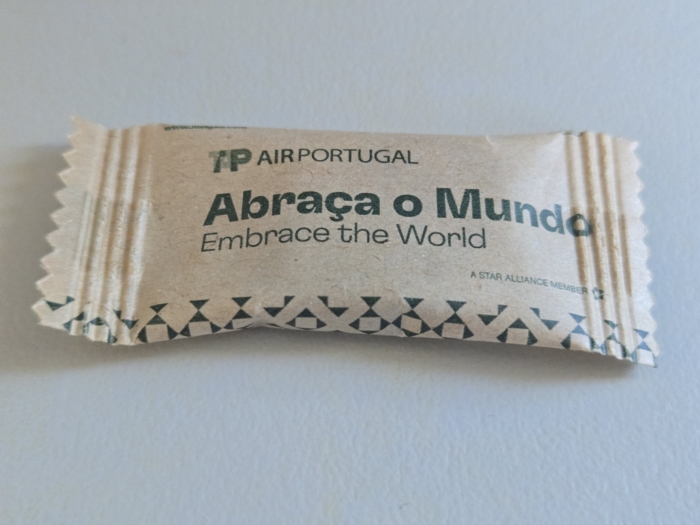 TP AIRPORTUGAL
Abraça o Mundo
Embrace the World
A STAR ALLIANCE MEMBER